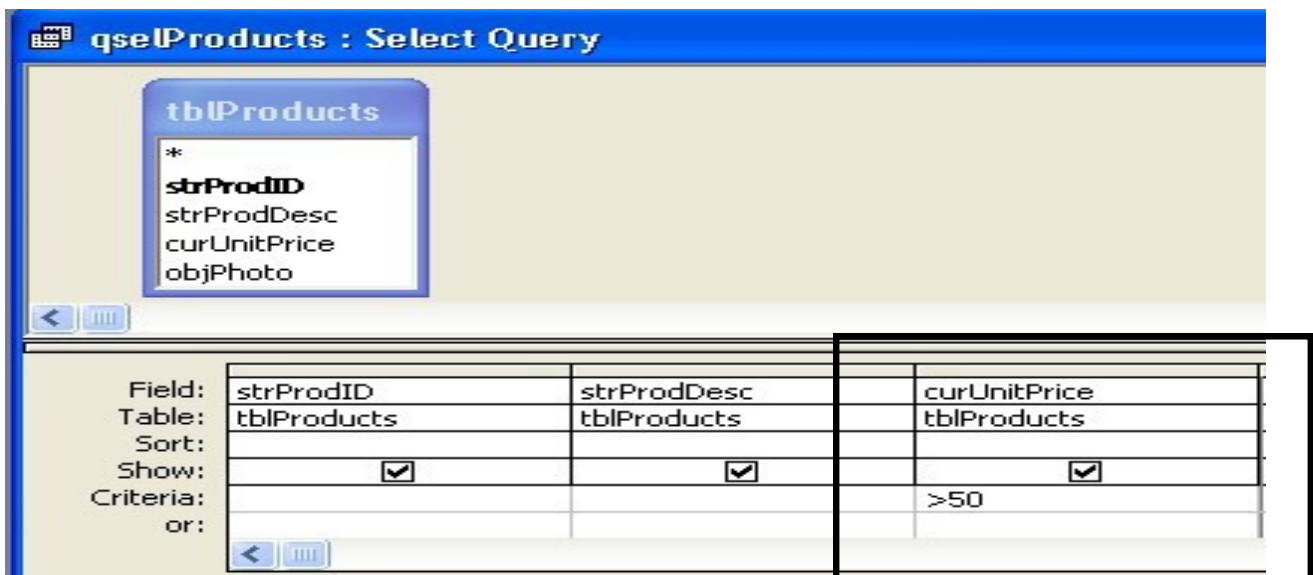 qselProducts : Select Query
tblProducts
*
strProdID
strProdDesc
curUnitPrice
objPhoto
Field: strProdID strProdDesc curUnitPrice
Table: tblProducts tblProducts tblProducts
Sort:
Show:
Criteria: >50
or: